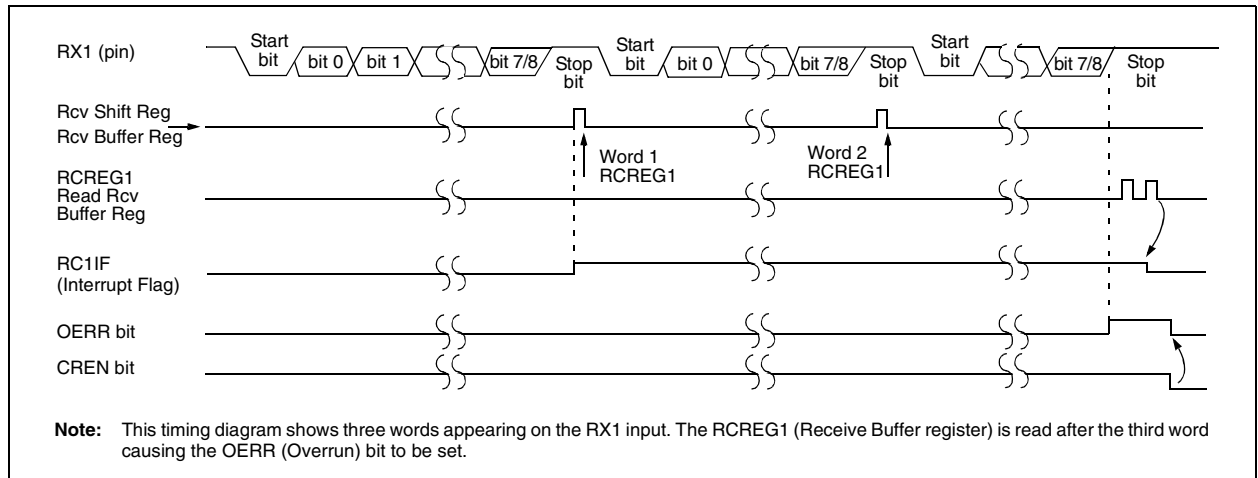 RX1 (pin)
Start
bit
bit 0
bit 1
bit 7/8
Stop
bit
Start
bit
bit 0
bit 7/8
Stop
bit
Start
bit
bit 7/8
Stop
bit
Rcv Shift Reg
Rcv Buffer Reg
Word 1
RCREG1
Word 2
RCREG1
RCREG1
Read Rcv
Buffer Reg
RC1IF
(Interrupt Flag)
OERR bit
CREN bit
Note: This timing diagram shows three words appearing on the RX1 input. The RCREG1 (Receive Buffer register) is read after the third word
causing the OERR (Overrun) bit to be set.